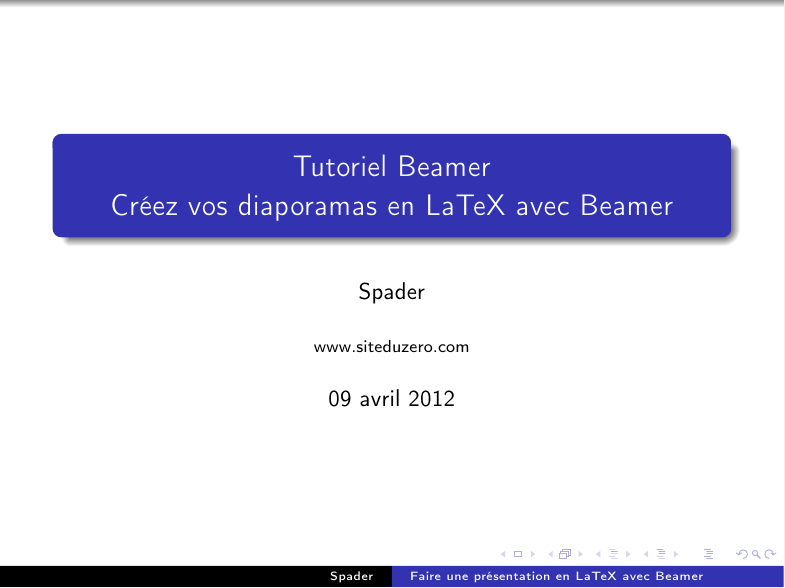 Tutoriel Beamer
Créez vos diaporamas en LaTeX avec Beamer
Spader
www.siteduzero.com
09 avril 2012
Spader
Faire une présentation en LaTeX avec Beamer